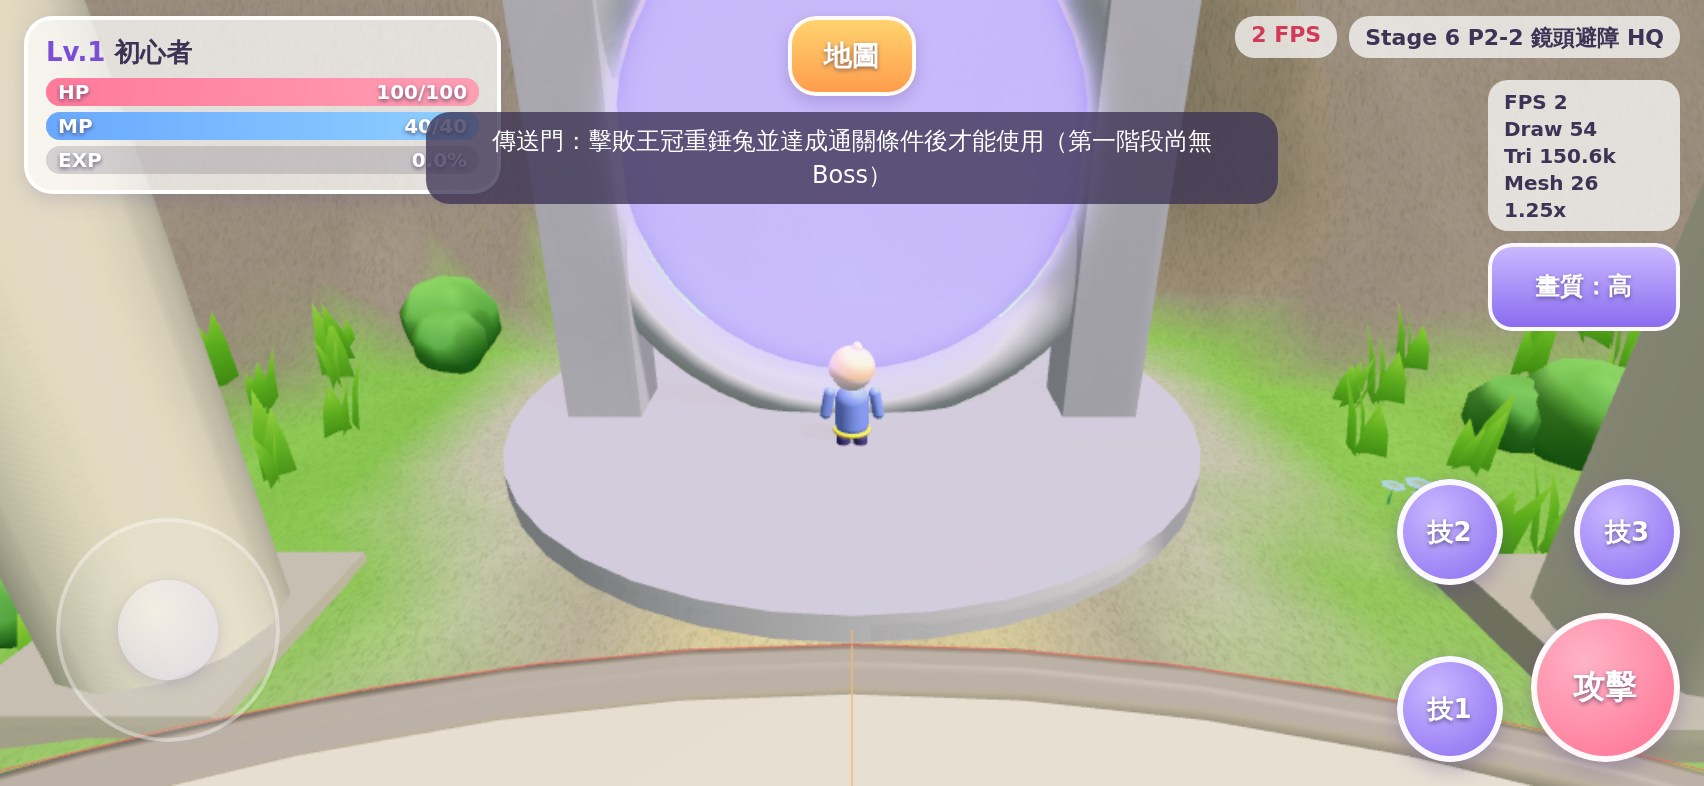 Lv.1 初心者
HP 100/100
MP 40/40
EXP 0.0%
地圖
傳送門：擊敗王冠重錘兔並達成通關條件後才能使用（第一階段尚無
Boss）
2 FPS
Stage 6 P2-2 鏡頭避障 HQ
FPS 2
Draw 54
Tri 150.6k
Mesh 26
1.25x
畫質：高
技2
技3
技1
攻擊